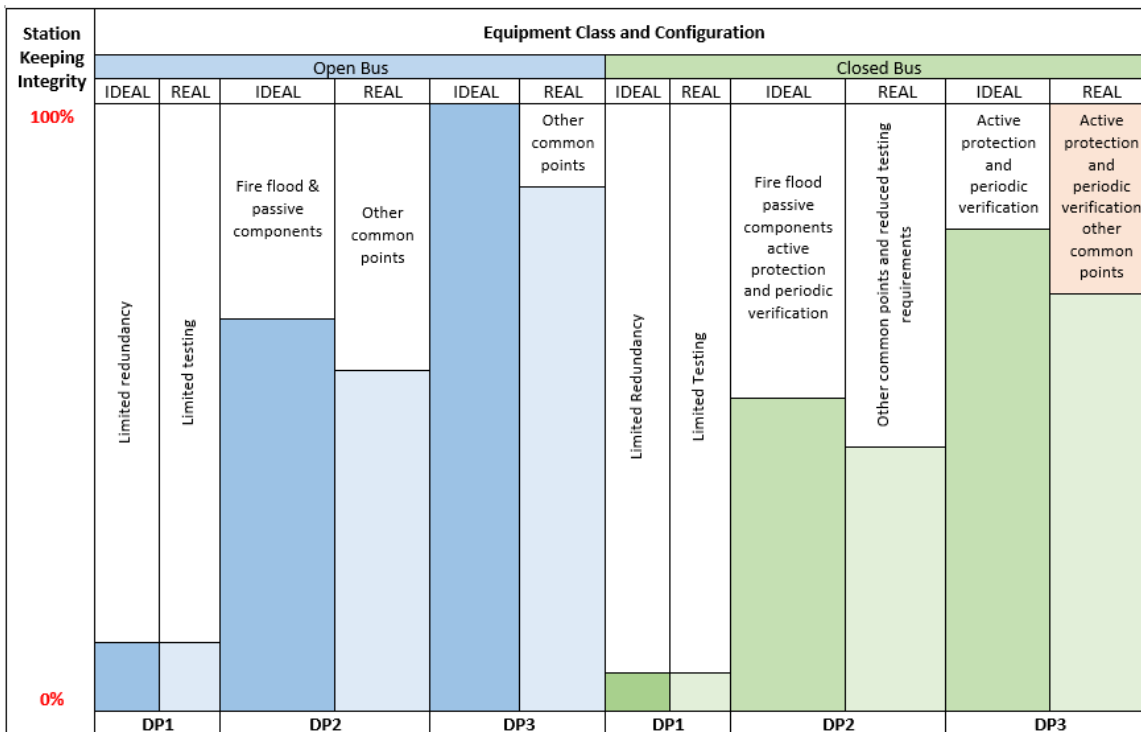 Station
Keeping
Integrity
Equipment Class and Configuration
Open Bus
Closed Bus
IDEAL
REAL
IDEAL
REAL
IDEAL
REAL
IDEAL
REAL
IDEAL
REAL
IDEAL
REAL
100%
Limited redundancy
Limited testing
Fire flood &
passive
components
Other
common
points
Other
common
points
Limited Redundancy
Limited Testing
Fire flood
passive
components
active
protection
and periodic
verification
Other common points and reduced testing
requirements
Active
protection
and
periodic
verification
Active
protection
and
periodic
verification
other
common
points
0%
DP1
DP2
DP3
DP1
DP2
DP3